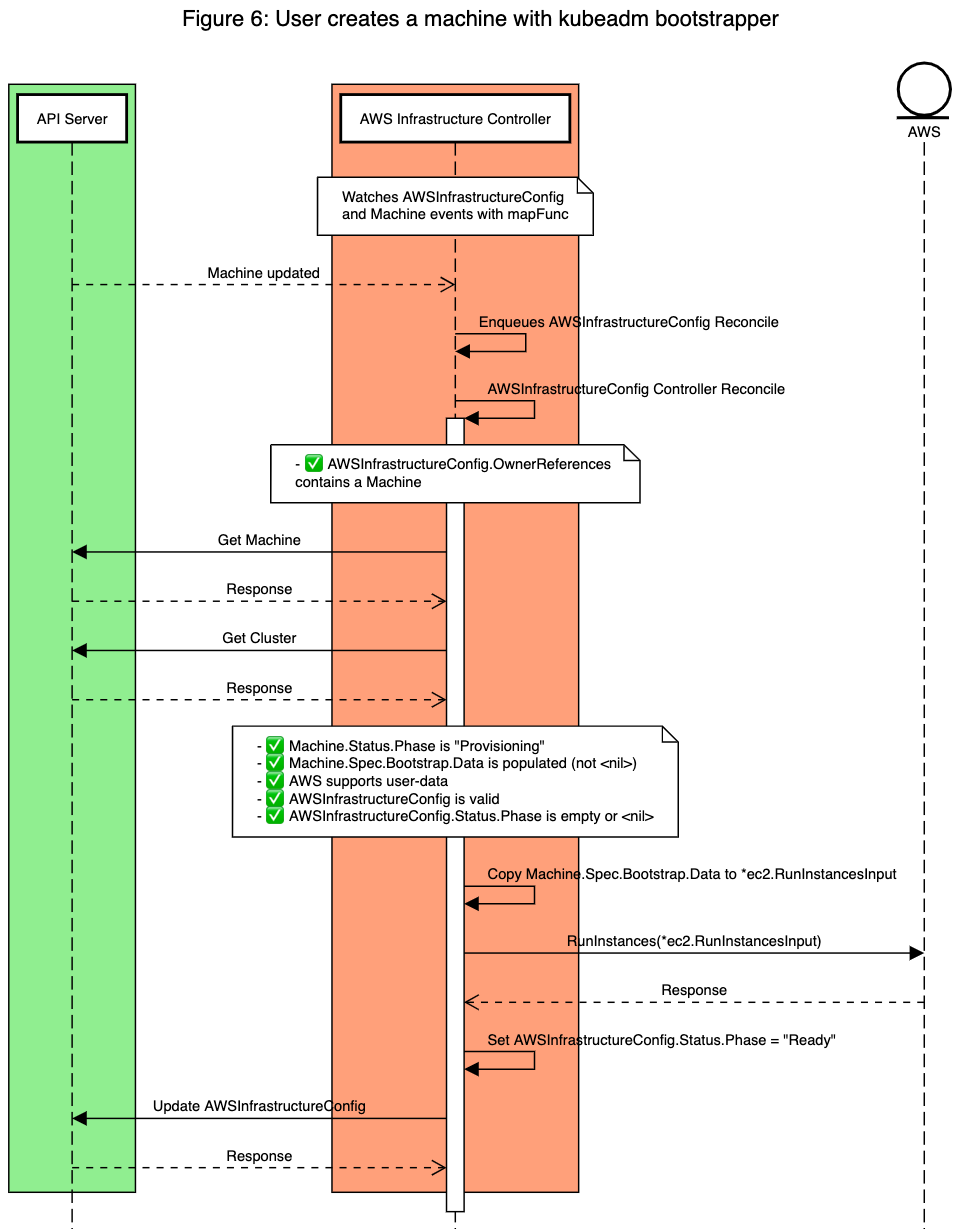 Figure 6: User creates a machine with kubeadm bootstrapper
API Server
AWS Infrastructure Controller
AWS
Watches AWSInfrastructureConfig
and Machine events with mapFunc
Machine updated
Enqueues AWSInfrastructureConfig Reconcile
AWSInfrastructureConfig Controller Reconcile
- ✅ AWSInfrastructureConfig.OwnerReferences
contains a Machine
Get Machine
Response
Get Cluster
Response
- ✅ Machine.Status.Phase is "Provisioning"
- ✅ Machine.Spec.Bootstrap.Data is populated (not <nil>)
- ✅ AWS supports user-data
- ✅ AWSInfrastructureConfig is valid
- ✅ AWSInfrastructureConfig.Status.Phase is empty or <nil>
Copy Machine.Spec.Bootstrap.Data to *ec2.RunInstancesInput
RunInstances(*ec2.RunInstancesInput)
Response
Set AWSInfrastructureConfig.Status.Phase = "Ready"
Update AWSInfrastructureConfig
Response